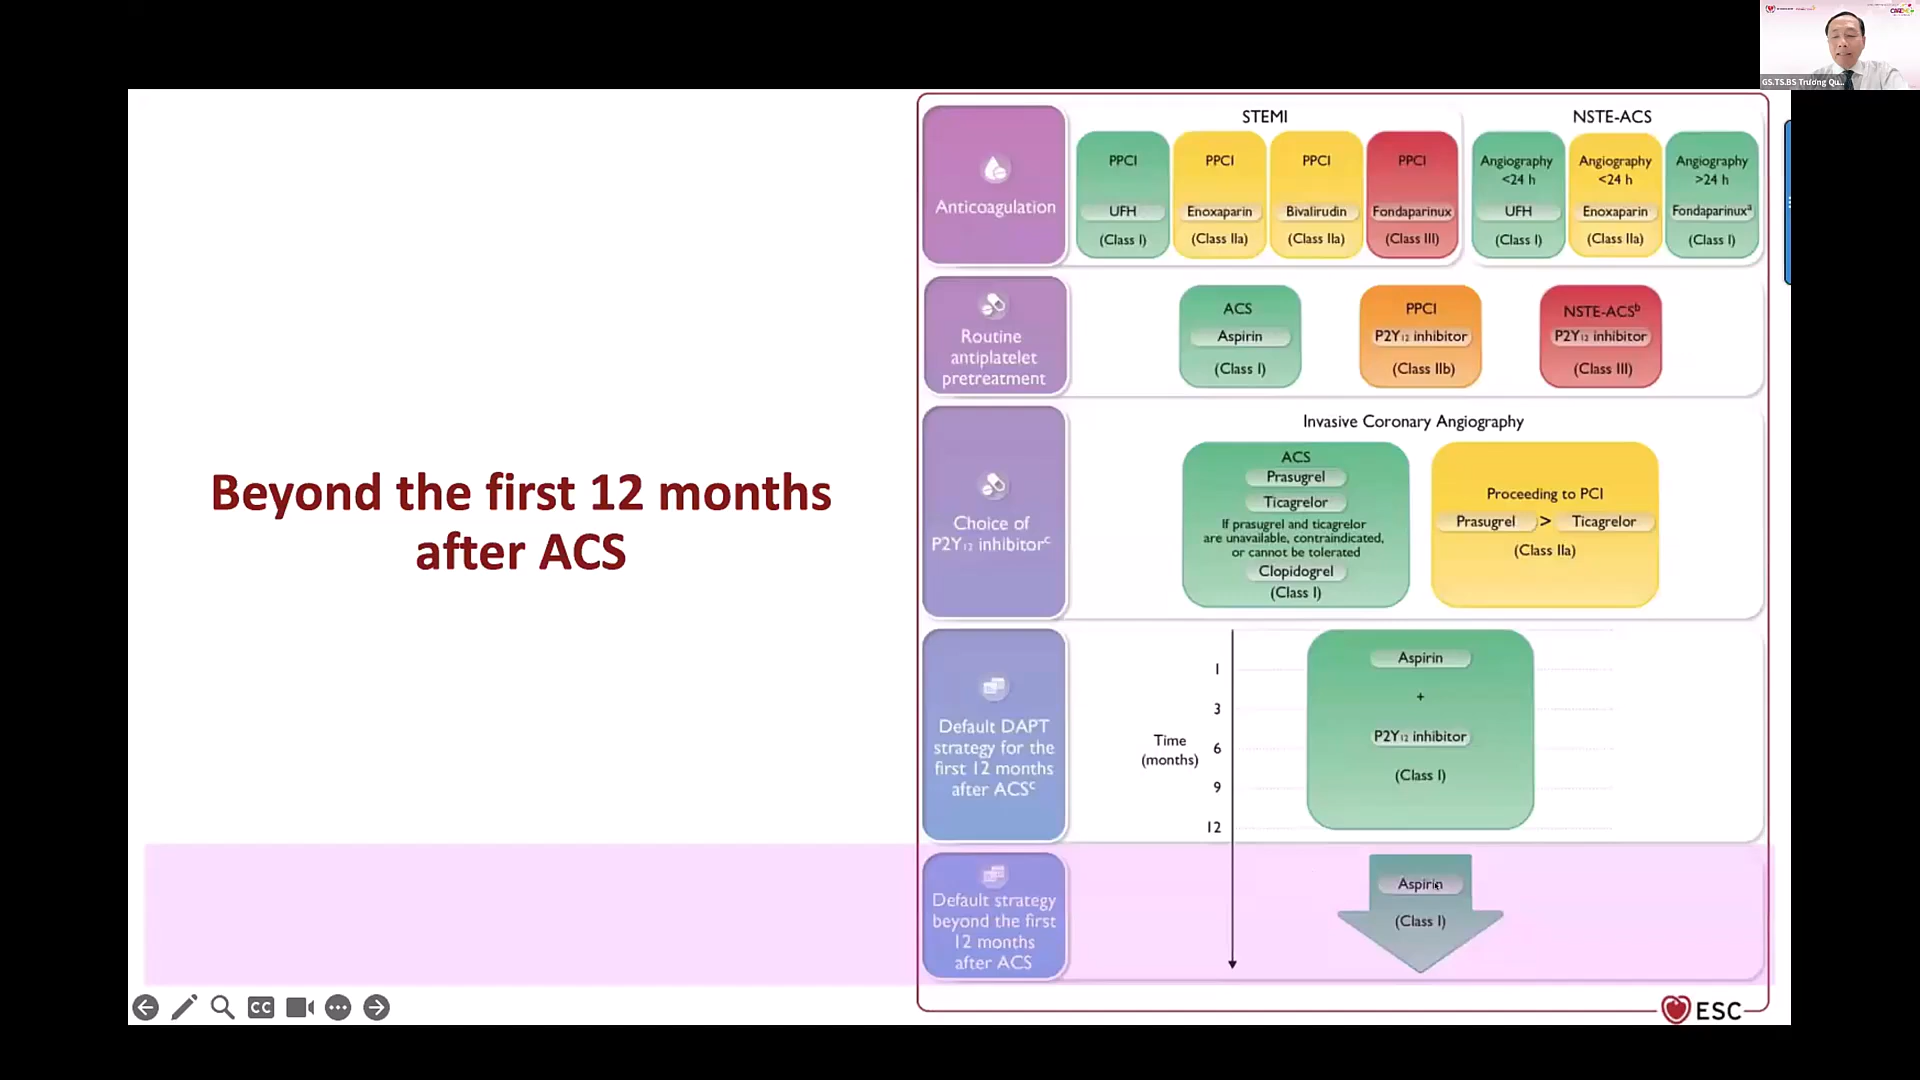 GS.TS.BS Trương Qu...
Beyond the first 12 months
after ACS
STEMI
NSTE-ACS
Anticoagulation
PPCI
UFH
(Class I)
PPCI
Enoxaparin
(Class IIa)
PPCI
Bivalirudin
(Class IIa)
PPCI
Fondaparinux
(Class III)
Angiography
<24 h
UFH
(Class I)
Angiography
<24 h
Enoxaparin
(Class IIa)
Angiography
>24 h
Fondaparinuxᵃ
(Class I)
Routine
antiplatelet
pretreatment
ACS
Aspirin
(Class I)
PPCI
P2Y₁₂ inhibitor
(Class IIb)
NSTE-ACSᵇ
P2Y₁₂ inhibitor
(Class III)
Choice of
P2Y₁₂ inhibitorᶜ
Invasive Coronary Angiography
ACS
Prasugrel
Ticagrelor
If prasugrel and ticagrelor
are unavailable, contraindicated,
or cannot be tolerated
Clopidogrel
(Class I)
Proceeding to PCI
Prasugrel > Ticagrelor
(Class IIa)
Default DAPT
strategy for the
first 12 months
after ACSᶜ
Time
(months)
1
3
6
9
12
Aspirin
+
P2Y₁₂ inhibitor
(Class I)
Default strategy
beyond the first
12 months
after ACS
Aspirin
(Class I)
CC
ESC